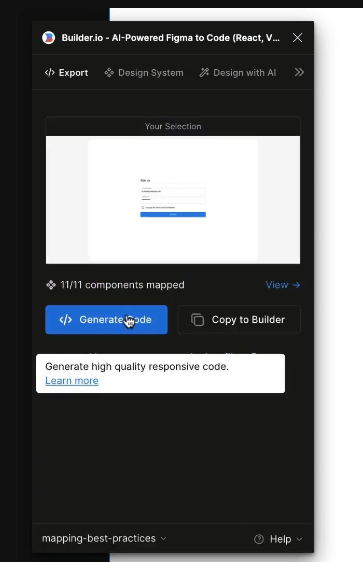 Builder.io - AI-Powered Figma to Code (React, V...
</> Export Design System Design with AI
Your Selection
Sign up
11/11 components mapped View →
</> Generate Code Copy to Builder
Generate high quality responsive code.
Learn more
mapping-best-practices Help